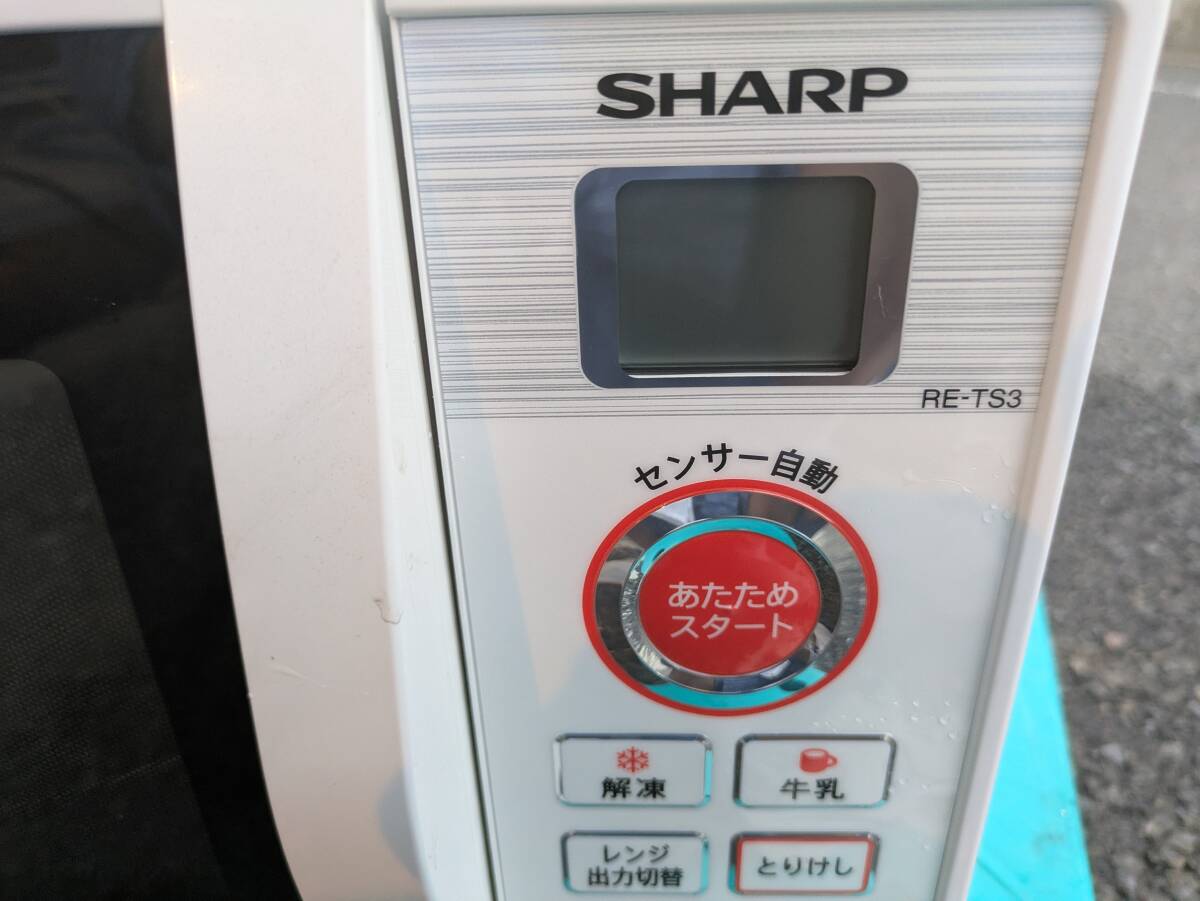 SHARP
RE-TS3
センサー自動
あたため
スタート
解凍
牛乳
レンジ
出力切替
とりけし